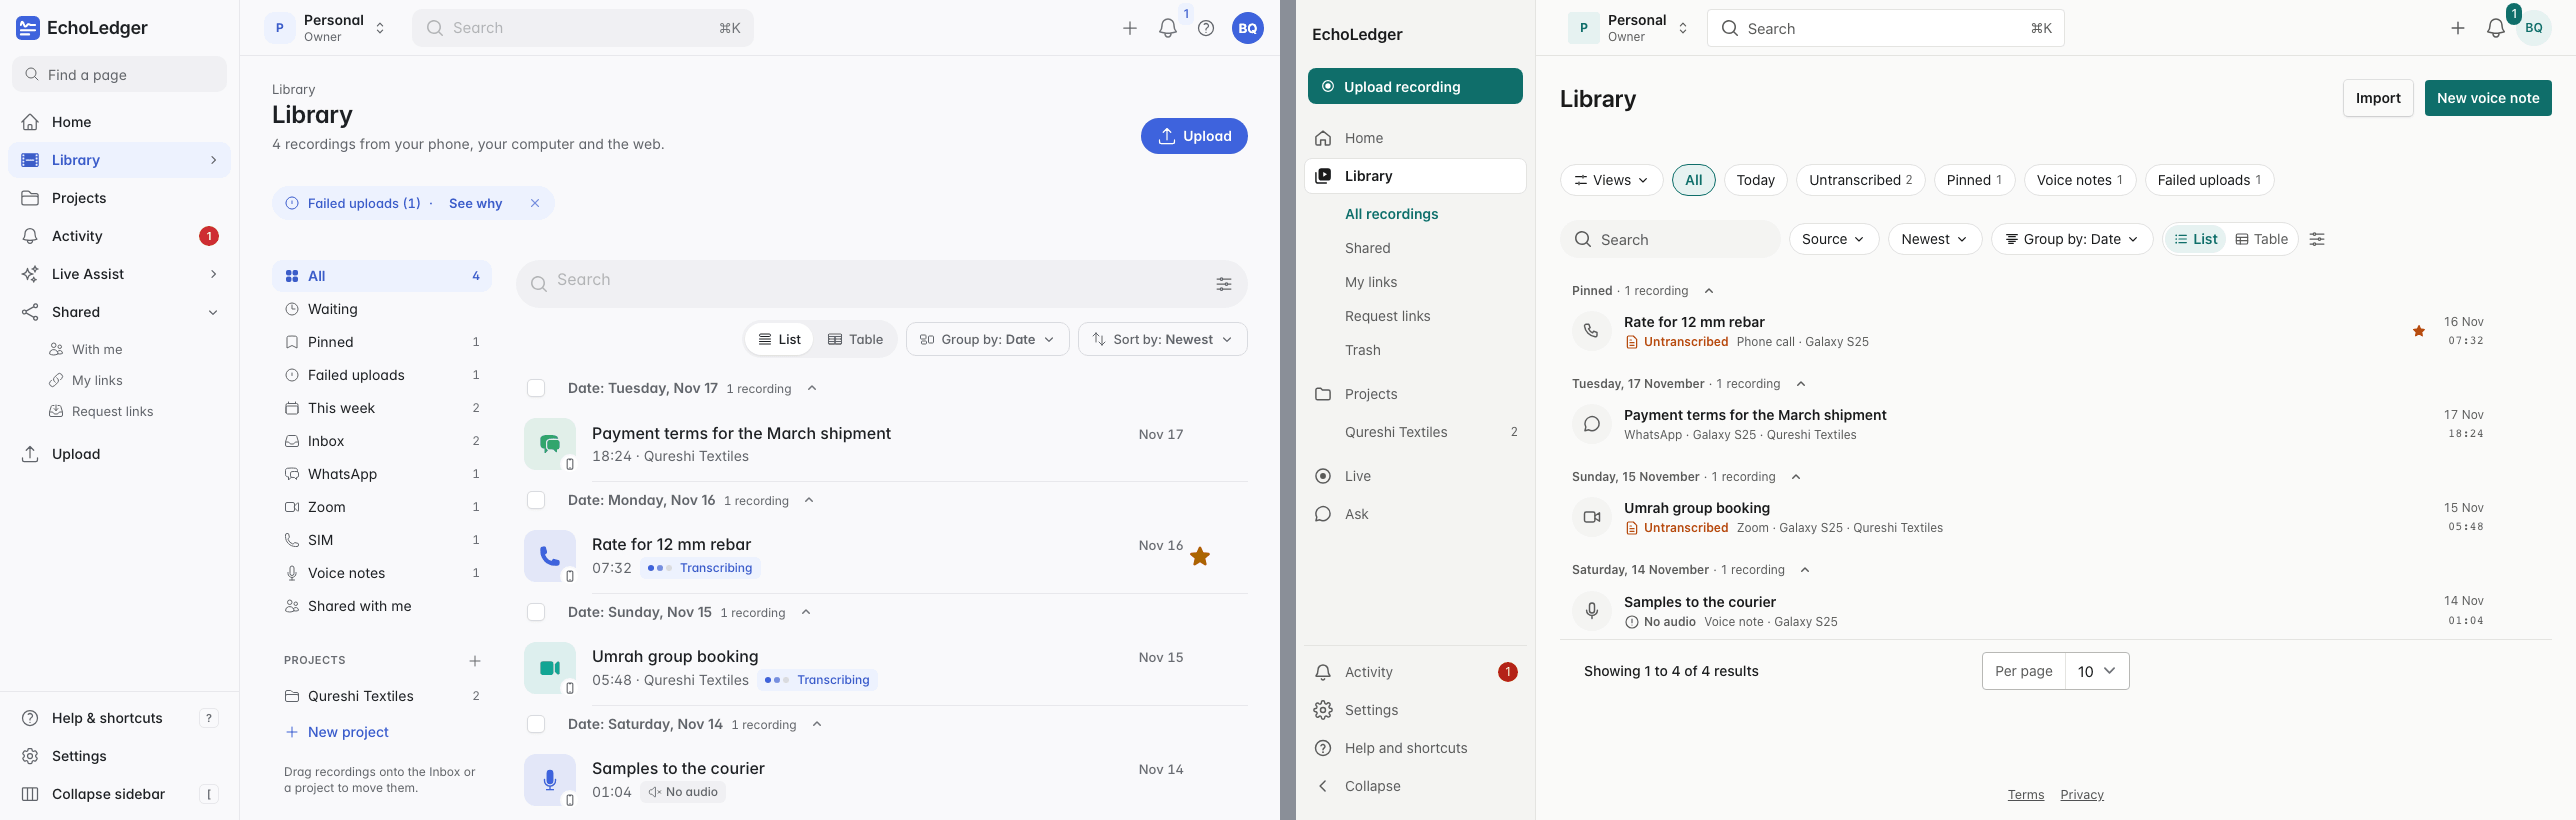 EchoLedger
Find a page
Home
Library
Projects
Activity 1
Live Assist
Shared
With me
My links
Request links
Upload
Help & shortcuts ?
Settings
Collapse sidebar [
P Personal
Owner
Search ⌘K
1
BQ
Library
Library
4 recordings from your phone, your computer and the web.
Upload
Failed uploads (1) · See why
All 4
Waiting
Pinned 1
Failed uploads 1
This week 2
Inbox 2
WhatsApp 1
Zoom 1
SIM 1
Voice notes 1
Shared with me
PROJECTS
Qureshi Textiles 2
New project
Drag recordings onto the Inbox or
a project to move them.
Search
List Table Group by: Date Sort by: Newest
Date: Tuesday, Nov 17 1 recording
Payment terms for the March shipment Nov 17
18:24 · Qureshi Textiles
Date: Monday, Nov 16 1 recording
Rate for 12 mm rebar Nov 16
07:32 Transcribing
Date: Sunday, Nov 15 1 recording
Umrah group booking Nov 15
05:48 · Qureshi Textiles Transcribing
Date: Saturday, Nov 14 1 recording
Samples to the courier Nov 14
01:04 No audio
EchoLedger
Upload recording
Home
Library
All recordings
Shared
My links
Request links
Trash
Projects
Qureshi Textiles 2
Live
Ask
Activity 1
Settings
Help and shortcuts
Collapse
P Personal
Owner
Search ⌘K
1
BQ
Library
Import New voice note
Views All Today Untranscribed 2 Pinned 1 Voice notes 1 Failed uploads 1
Search Source Newest Group by: Date List Table
Pinned · 1 recording
Rate for 12 mm rebar 16 Nov
Untranscribed Phone call · Galaxy S25 07:32
Tuesday, 17 November · 1 recording
Payment terms for the March shipment 17 Nov
WhatsApp · Galaxy S25 · Qureshi Textiles 18:24
Sunday, 15 November · 1 recording
Umrah group booking 15 Nov
Untranscribed Zoom · Galaxy S25 · Qureshi Textiles 05:48
Saturday, 14 November · 1 recording
Samples to the courier 14 Nov
No audio Voice note · Galaxy S25 01:04
Showing 1 to 4 of 4 results
Per page 10
Terms Privacy